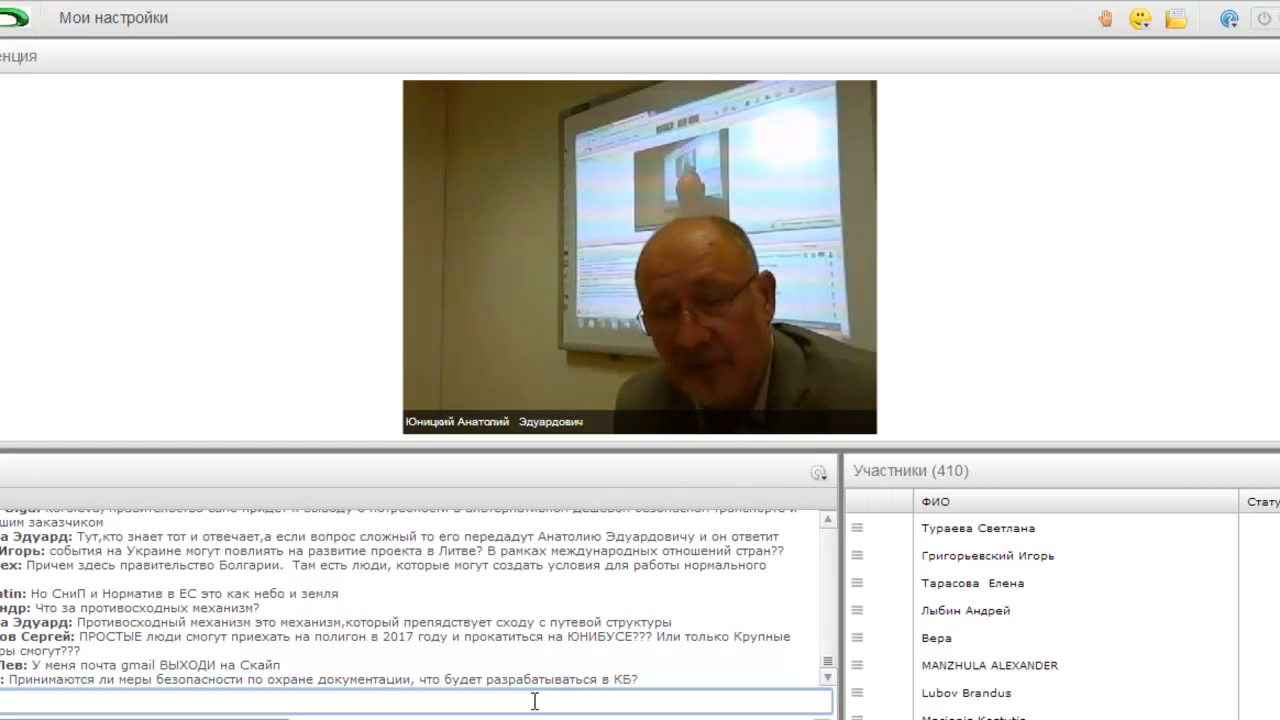 Мои настройки
енция
Юницкий Анатолий Эдуардович
Участники (410)
ФИО
Стату
Тураева Светлана
Григорьевский Игорь
Тарасова Елена
Лыбин Андрей
Вера
MANZHULA ALEXANDER
Lubov Brandus
шим заказчиком
а Эдуард: Тут,кто знает тот и отвечает,а если вопрос сложный то его передадут Анатолию Эдуардовичу и он ответит
Игорь: события на Украине могут повлиять на развитие проекта в Литве? В рамках международных отношений стран??
ех: Причем здесь правительство Болгарии. Там есть люди, которые могут создать условия для работы нормального
ntin: Но СниП и Норматив в ЕС это как небо и земля
ндр: Что за противосходных механизм?
а Эдуард: Противосходный механизм это механизм,который препядствует сходу с путевой структуры
ов Сергей: ПРОСТЫЕ люди смогут приехать на полигон в 2017 году и прокатиться на ЮНИБУСЕ??? Или только Крупные
ры смогут???
Лев: У меня почта gmail ВЫХОДИ на Скайп
: Принимаются ли меры безопасности по охране документации, что будет разрабатываться в КБ?